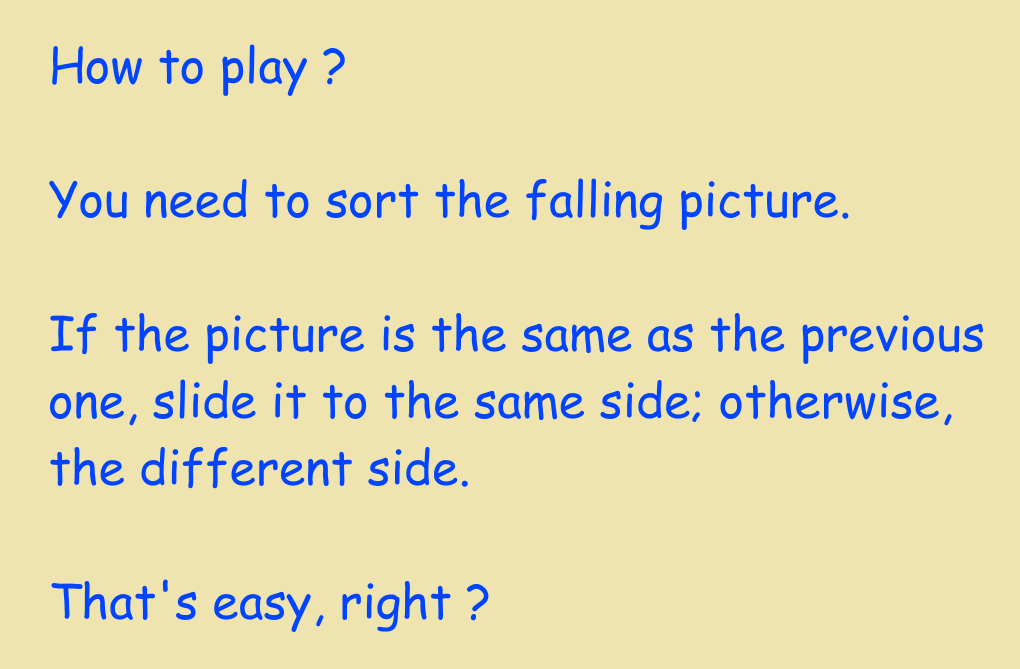 How to play ?
You need to sort the falling picture.
If the picture is the same as the previous
one, slide it to the same side; otherwise,
the different side.
That's easy, right ?